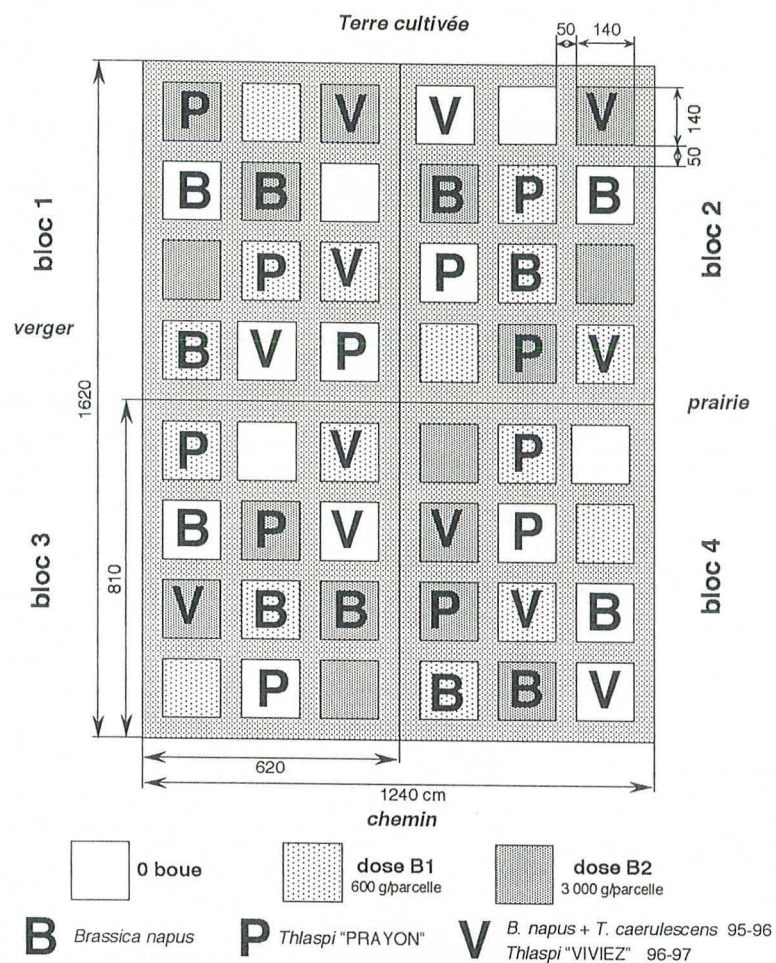 Terre cultivée
50 140
P V V V
140
50
B B B P B
bloc 1
bloc 2
P V P B
verger
B V P P V
1620
prairie
P V P
B P V V P
bloc 3
810
bloc 4
V B B P V B
P B B V
620
1240 cm
chemin
0 boue
dose B1
600 g/parcelle
dose B2
3 000 g/parcelle
B Brassica napus
P Thlaspi "PRAYON"
V B. napus + T. caerulescens 95-96
Thlaspi "VIVIEZ" 96-97